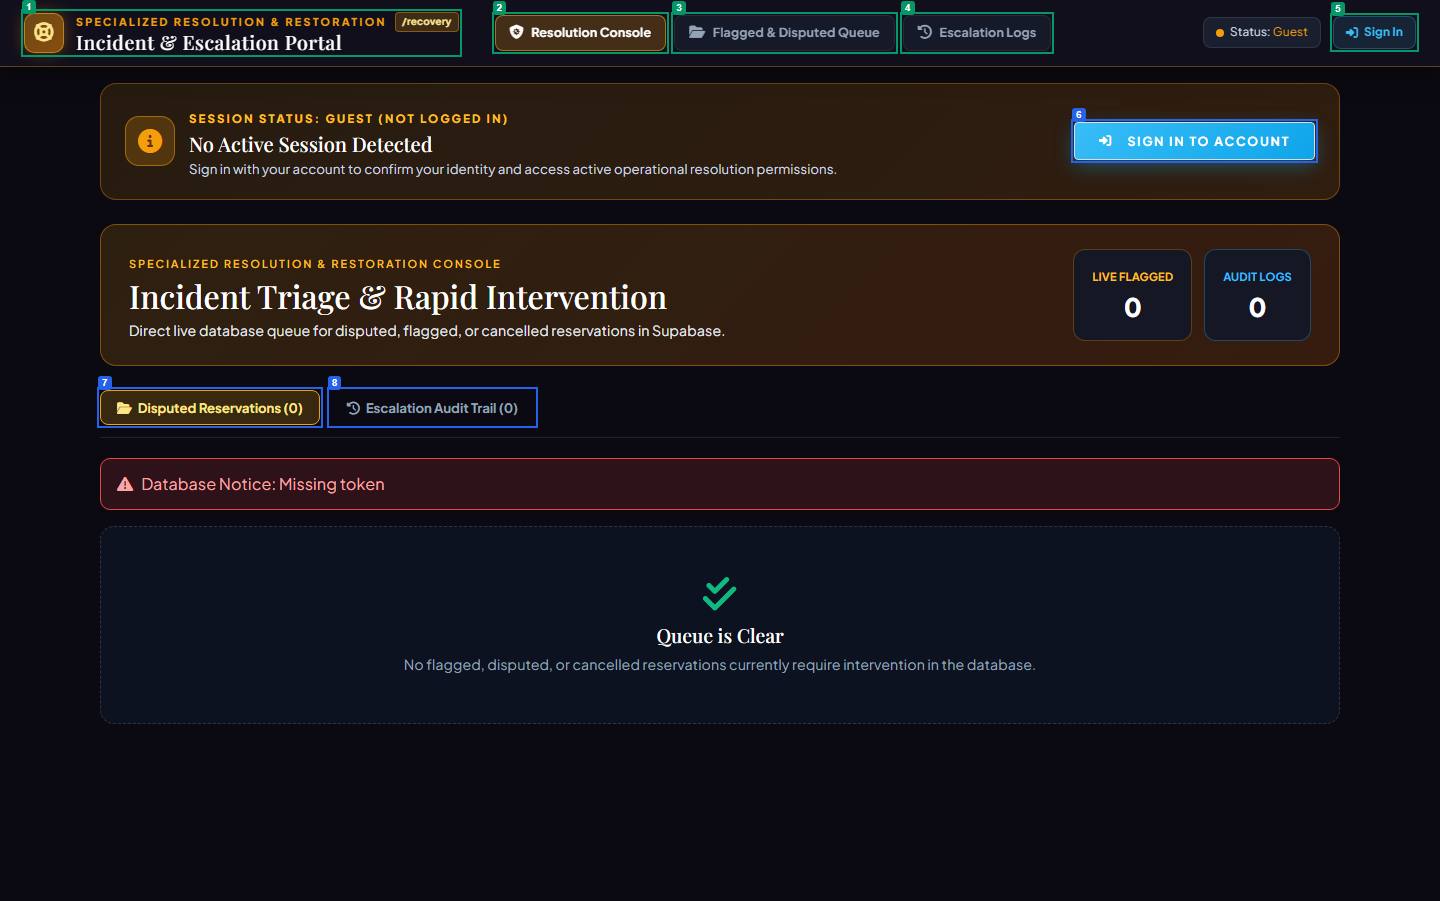 1
SPECIALIZED RESOLUTION & RESTORATION /recovery
Incident & Escalation Portal
2
Resolution Console
3
Flagged & Disputed Queue
4
Escalation Logs
Status: Guest
5
Sign In
SESSION STATUS: GUEST (NOT LOGGED IN)
No Active Session Detected
Sign in with your account to confirm your identity and access active operational resolution permissions.
6
SIGN IN TO ACCOUNT
SPECIALIZED RESOLUTION & RESTORATION CONSOLE
Incident Triage & Rapid Intervention
Direct live database queue for disputed, flagged, or cancelled reservations in Supabase.
LIVE FLAGGED
0
AUDIT LOGS
0
7
Disputed Reservations (0)
8
Escalation Audit Trail (0)
Database Notice: Missing token
Queue is Clear
No flagged, disputed, or cancelled reservations currently require intervention in the database.